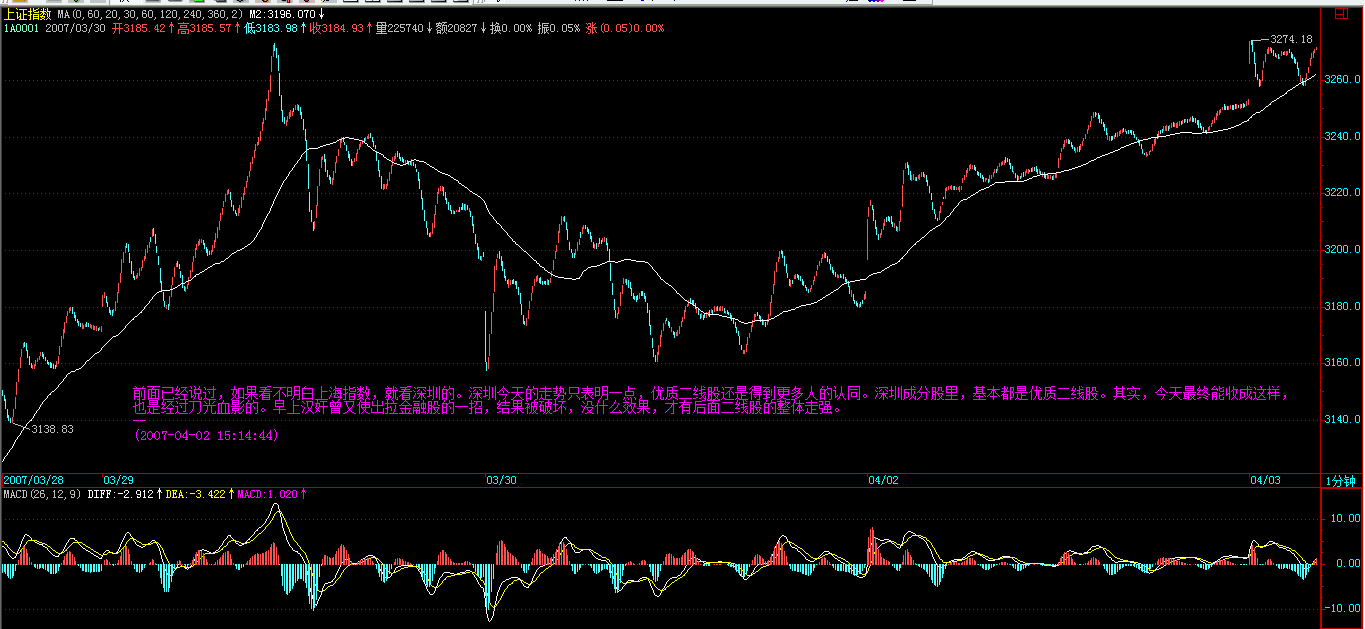 上证指数 MA(0,60,20,30,60,120,240,360,2) M2:3196.070↓
1A0001 2007/03/30 开3185.42↑高3185.57↑低3183.98↑收3184.93↑量225740↓额20827↓换0.00% 振0.05% 涨(0.05)0.00%
3274.18
3260.0
3240.0
3220.0
3200.0
3180.0
3160.0
3140.0
前面已经说过，如果看不明白上海指数，就看深圳的。深圳今天的走势只表明一点，优质二线股还是得到更多人的认同。深圳成分股里，基本都是优质二线股。其实，今天最终能收成这样，
也是经过刀光血影的。早上汉奸曾又使出拉金融股的一招，结果被破坏，没什么效果，才有后面二线股的整体走强。
(2007-04-02 15:14:44)
3138.83
2007/03/28 03/29 03/30 04/02 04/03 1分钟
MACD(26,12,9) DIFF:-2.912↑DEA:-3.422↑MACD:1.020↑
10.00
0.00
-10.00